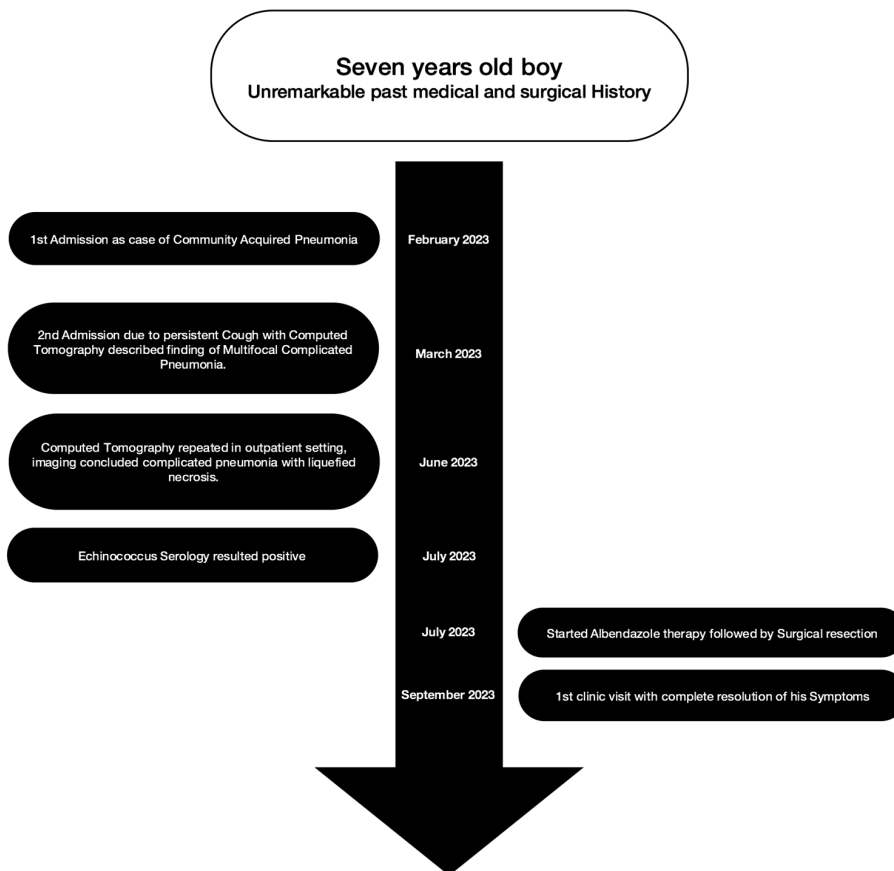 Seven years old boy
Unremarkable past medical and surgical History
1st Admission as case of Community Acquired Pneumonia
February 2023
2nd Admission due to persistent Cough with Computed
Tomography described finding of Multifocal Complicated
Pneumonia.
March 2023
Computed Tomography repeated in outpatient setting,
imaging concluded complicated pneumonia with liquefied
necrosis.
June 2023
Echinococcus Serology resulted positive
July 2023
July 2023
Started Albendazole therapy followed by Surgical resection
September 2023
1st clinic visit with complete resolution of his Symptoms